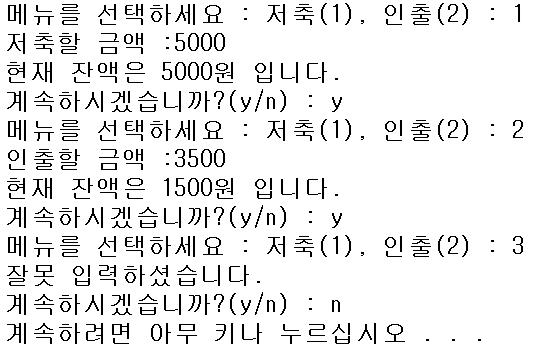 메뉴를 선택하세요 : 저축(1), 인출(2) : 1
저축할 금액 :5000
현재 잔액은 5000원 입니다.
계속하시겠습니까?(y/n) : y
메뉴를 선택하세요 : 저축(1), 인출(2) : 2
인출할 금액 :3500
현재 잔액은 1500원 입니다.
계속하시겠습니까?(y/n) : y
메뉴를 선택하세요 : 저축(1), 인출(2) : 3
잘못 입력하셨습니다.
계속하시겠습니까?(y/n) : n
계속하려면 아무 키나 누르십시오 . . .